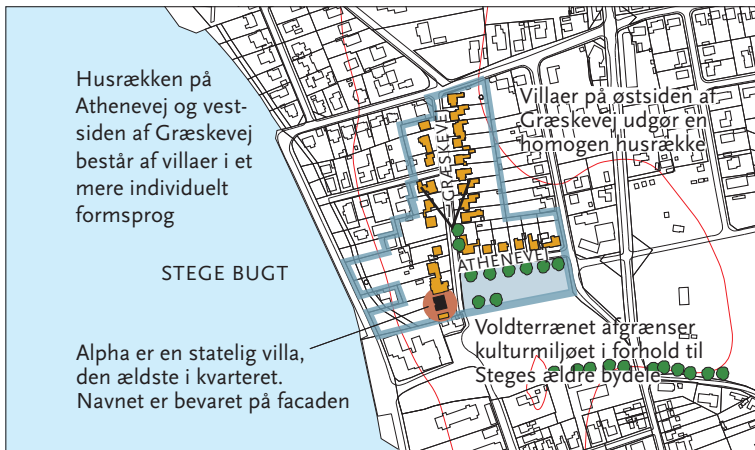 Husrækken på
Athenevej og vest-
siden af Græskevej
består af villaer i et
mere individuelt
formsprog
Villaer på østsiden af
Græskevej udgør en
homogen husrække
GRÆSKEVEJ
ATHENEVEJ
STEGE BUGT
Alpha er en statelig villa,
den ældste i kvarteret.
Navnet er bevaret på facaden
Voldterrænet afgrænser
kulturmiljøet i forhold til
Steges ældre bydele